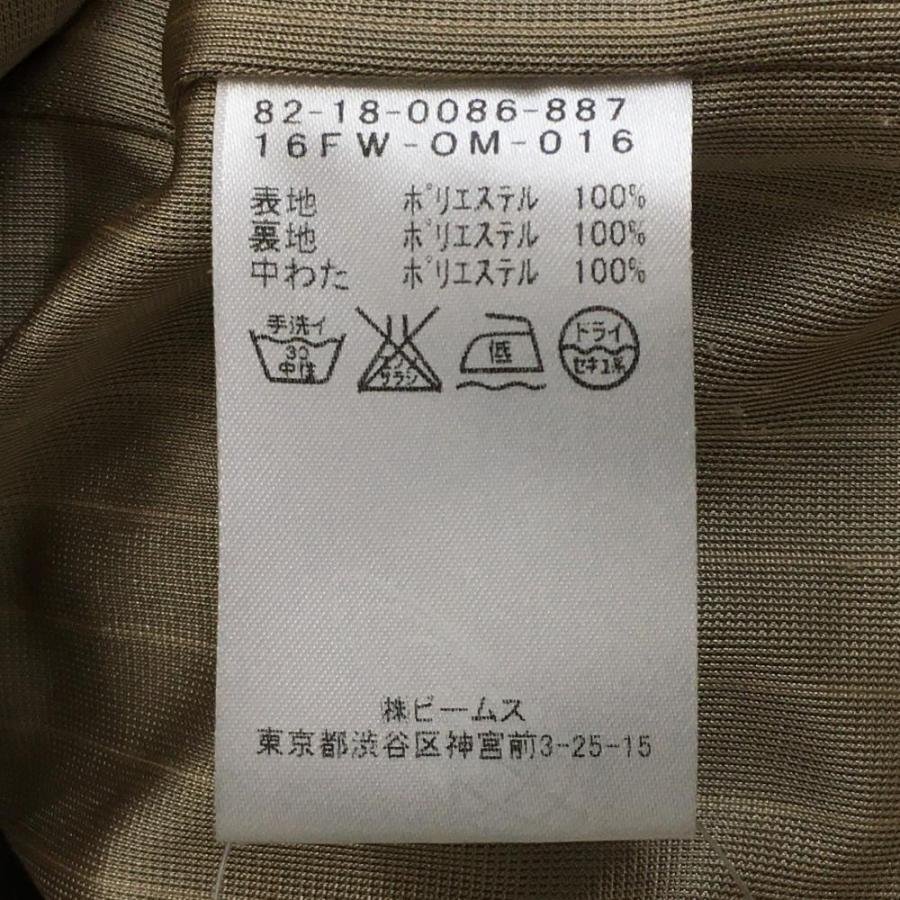 82-18-0086-887
16FW-OM-016
表地 ポリエステル 100%
裏地 ポリエステル 100%
中わた ポリエステル 100%
手洗イ 30 中性
エンソ サラシ
低
ドライ セキユ系
㈱ビームス
東京都渋谷区神宮前3-25-15